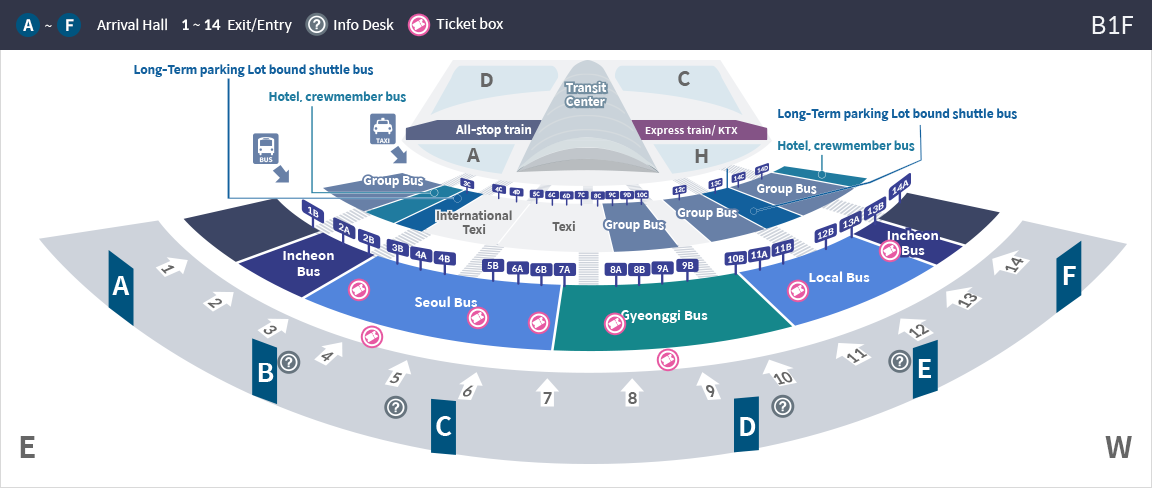 A ~ F Arrival Hall 1 ~ 14 Exit/Entry ? Info Desk Ticket box B1F
Long-Term parking Lot bound shuttle bus
Hotel, crewmember bus
BUS
TAXI
D
C
Transit
Center
All-stop train
Express train/ KTX
A
H
Long-Term parking Lot bound shuttle bus
Hotel, crewmember bus
Group Bus
International
Texi
Texi
Group Bus
Group Bus
Group Bus
3C 4C 4D 5C 6C 6D 7C 8C 9C 9D 10C 12C 13C 14C 14D
1B 2A 2B 3B 4A 4B 5B 6A 6B 7A 8A 8B 9A 9B 10B 11A 11B 12B 13A 13B 14A
Incheon
Bus
Seoul Bus
Gyeonggi Bus
Local Bus
Incheon
Bus
1 2 3 4 5 6 7 8 9 10 11 12 13 14
A
B ?
? C
D ?
? E
F
E
W